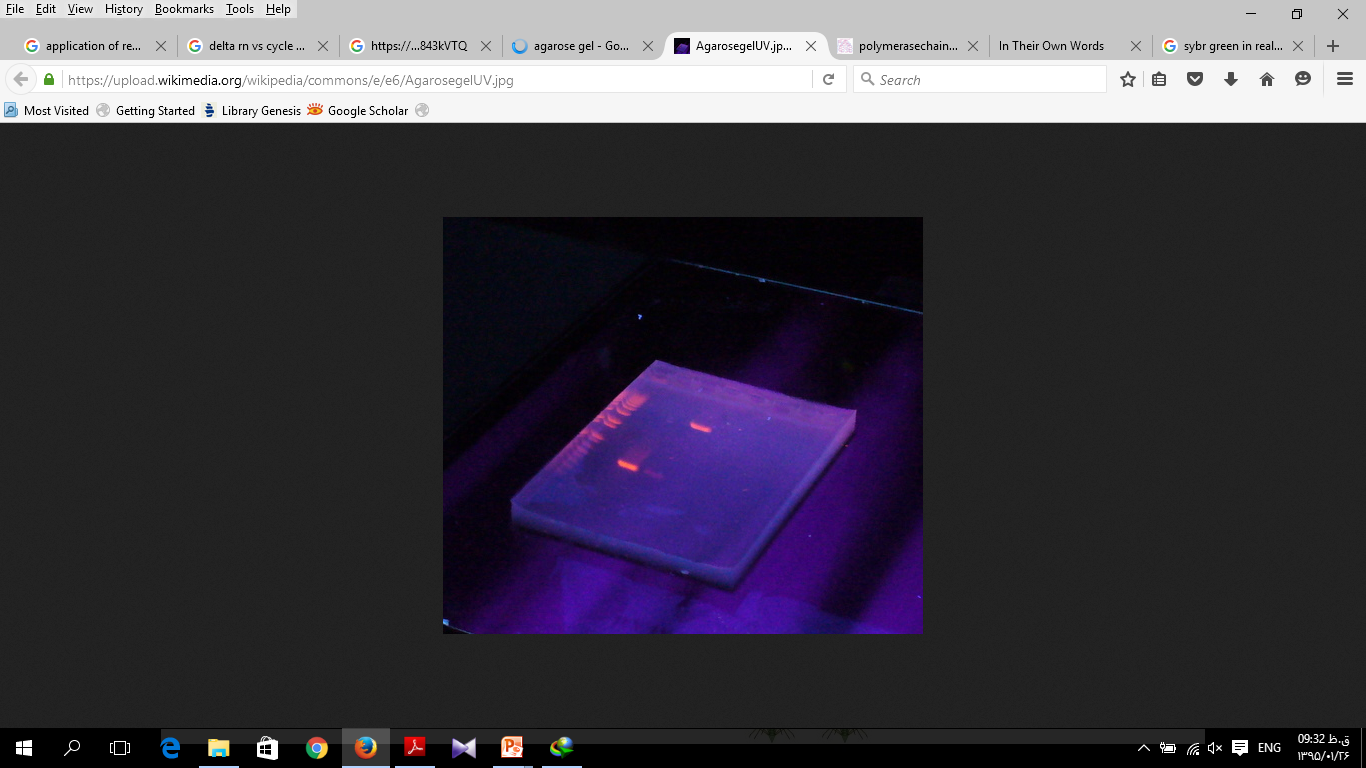 File Edit View History Bookmarks Tools Help
application of re... delta rn vs cycle ... https://...843kVTQ agarose gel - Go... AgarosegelUV.jp... polymerasechain... In Their Own Words sybr green in real...
https://upload.wikimedia.org/wikipedia/commons/e/e6/AgarosegelUV.jpg Search
Most Visited Getting Started Library Genesis Google Scholar
ENG 09:32 ق.ظ
۱۳۹۵/۰۱/۲۶